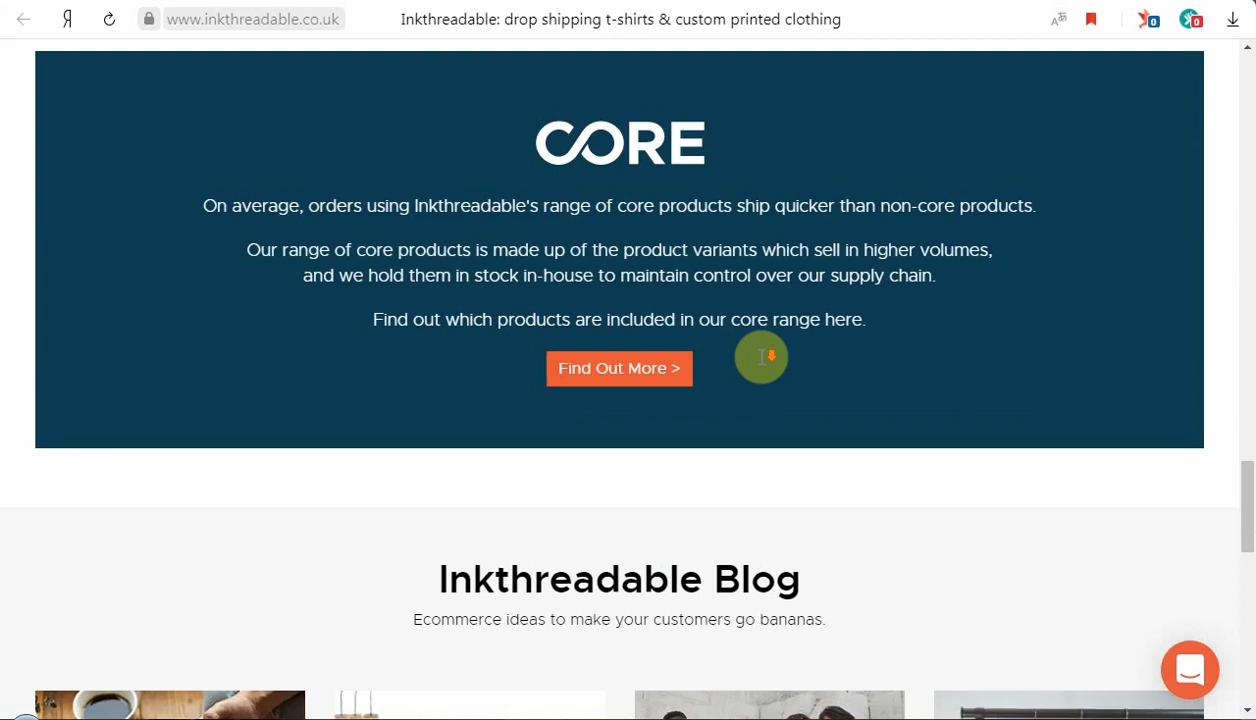 Я
www.inkthreadable.co.uk
Inkthreadable: drop shipping t-shirts & custom printed clothing
0
0
CORE
On average, orders using Inkthreadable's range of core products ship quicker than non-core products.
Our range of core products is made up of the product variants which sell in higher volumes,
and we hold them in stock in-house to maintain control over our supply chain.
Find out which products are included in our core range here.
Find Out More >
Inkthreadable Blog
Ecommerce ideas to make your customers go bananas.